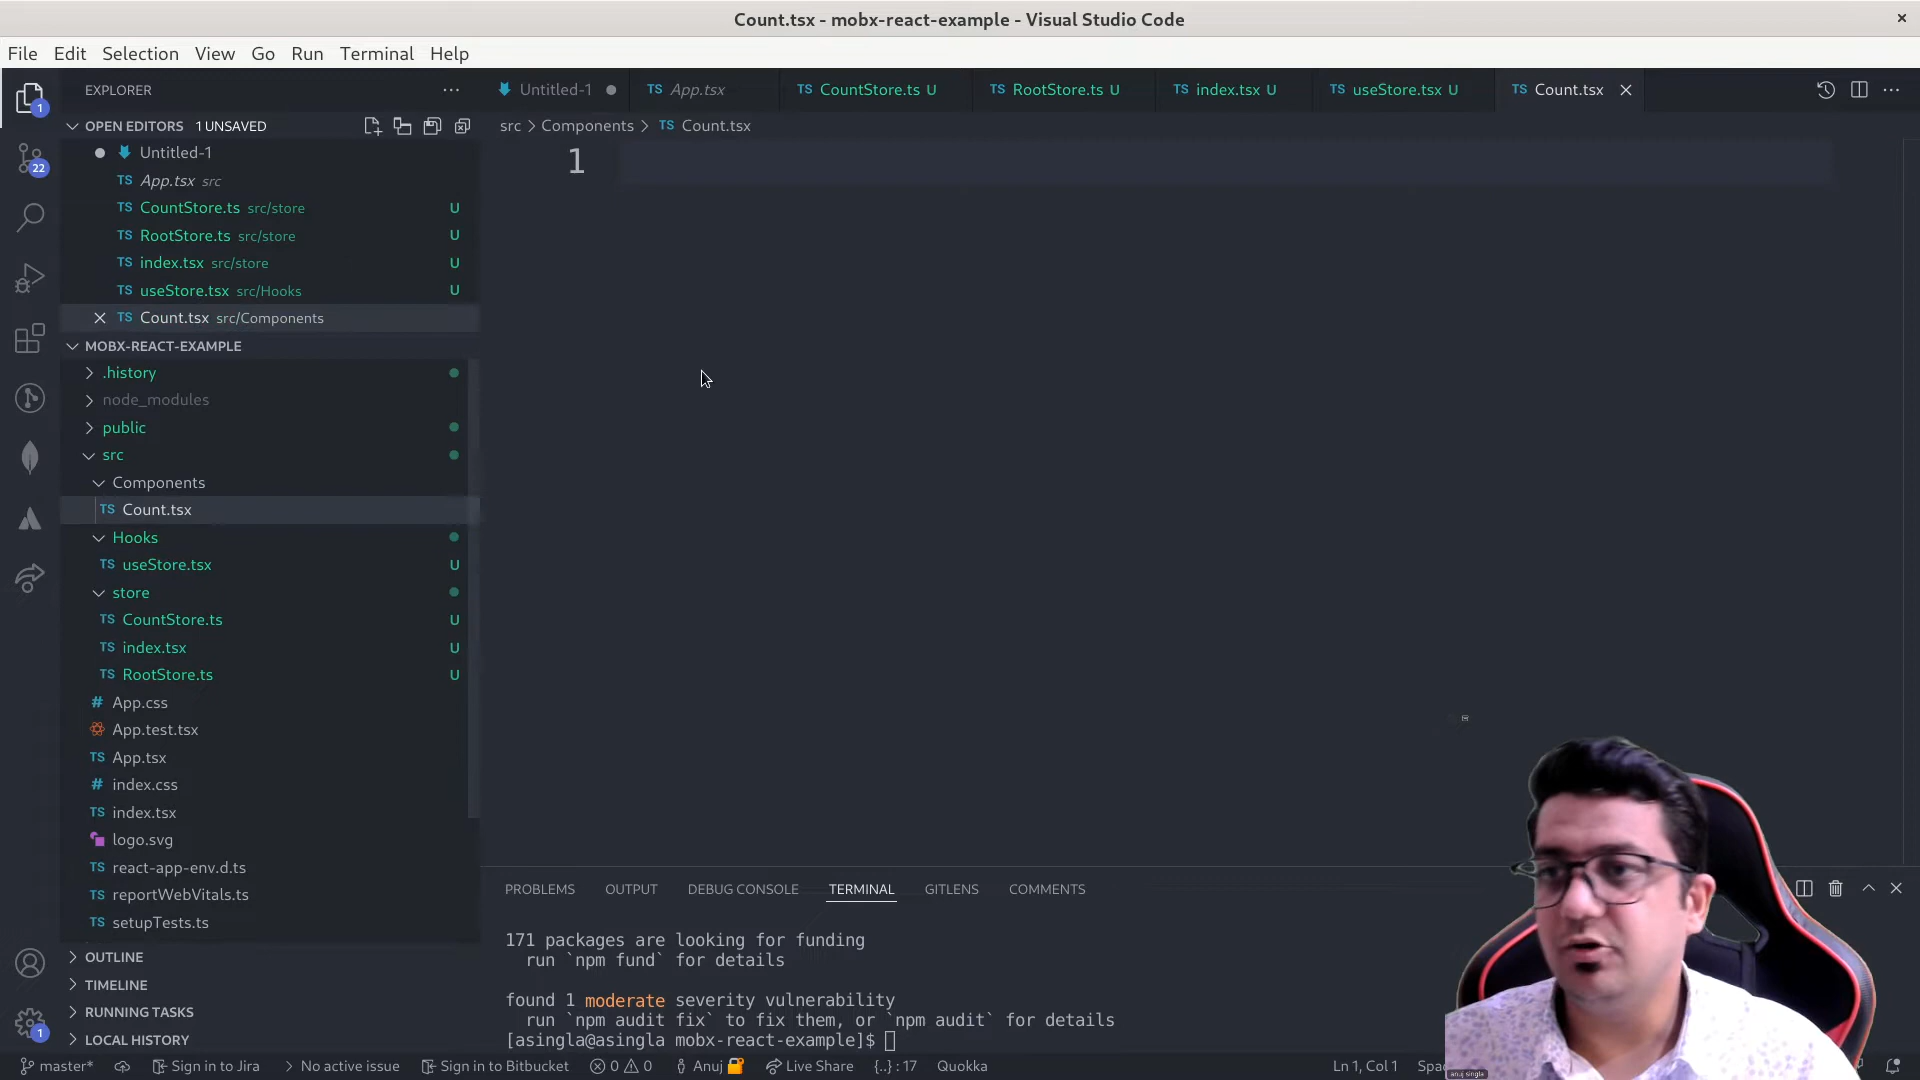 Count.tsx - mobx-react-example - Visual Studio Code
File Edit Selection View Go Run Terminal Help
EXPLORER
Untitled-1 App.tsx CountStore.ts U RootStore.ts U index.tsx U useStore.tsx U Count.tsx
OPEN EDITORS 1 UNSAVED
src > Components > Count.tsx
Untitled-1
1
App.tsx src
CountStore.ts src/store U
RootStore.ts src/store U
index.tsx src/store U
useStore.tsx src/Hooks U
Count.tsx src/Components
MOBX-REACT-EXAMPLE
.history
node_modules
public
src
Components
Count.tsx
Hooks
useStore.tsx U
store
CountStore.ts U
index.tsx U
RootStore.ts U
App.css
App.test.tsx
App.tsx
index.css
index.tsx
logo.svg
react-app-env.d.ts
reportWebVitals.ts
setupTests.ts
OUTLINE
TIMELINE
RUNNING TASKS
LOCAL HISTORY
1
22
1
PROBLEMS OUTPUT DEBUG CONSOLE TERMINAL GITLENS COMMENTS
171 packages are looking for funding
run `npm fund` for details
found 1 moderate severity vulnerability
run `npm audit fix` to fix them, or `npm audit` for details
[asingla@asingla mobx-react-example]$
master* Sign in to Jira No active issue Sign in to Bitbucket 0 0 Anuj Live Share {..} : 17 Quokka Ln 1, Col 1
anuj singla